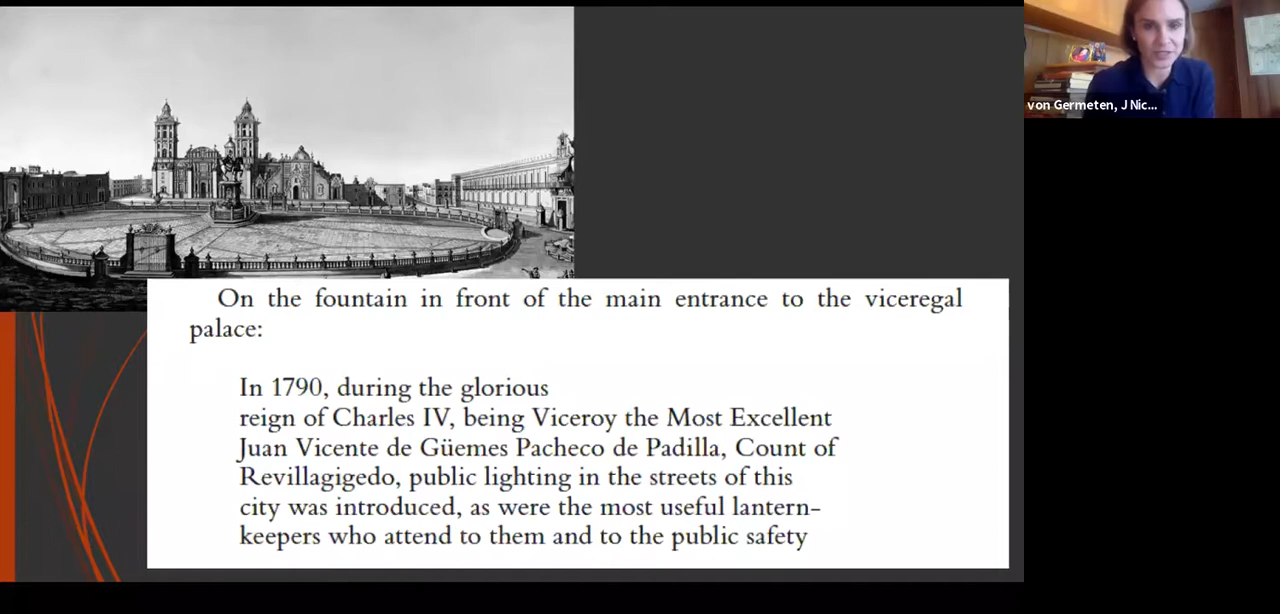 von Germeten, J Nic...
On the fountain in front of the main entrance to the viceregal
palace:
In 1790, during the glorious
reign of Charles IV, being Viceroy the Most Excellent
Juan Vicente de Güemes Pacheco de Padilla, Count of
Revillagigedo, public lighting in the streets of this
city was introduced, as were the most useful lantern-
keepers who attend to them and to the public safety